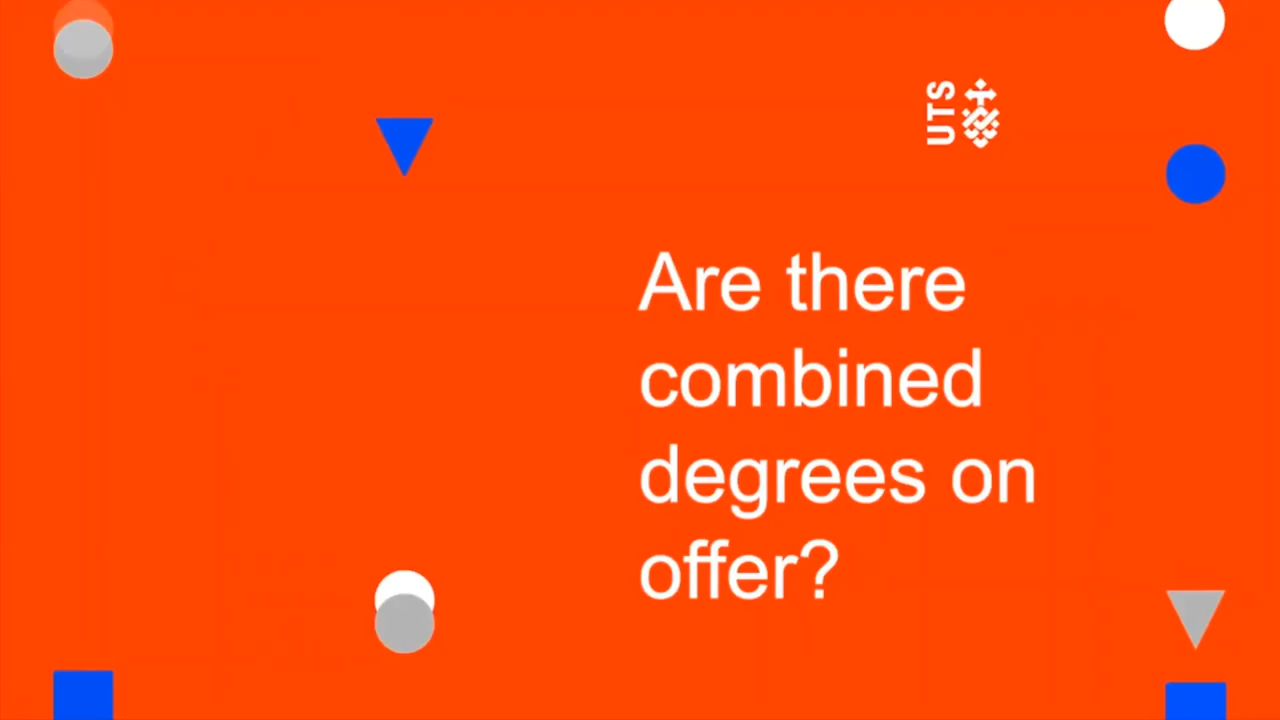 UTS
Are there
combined
degrees on
offer?